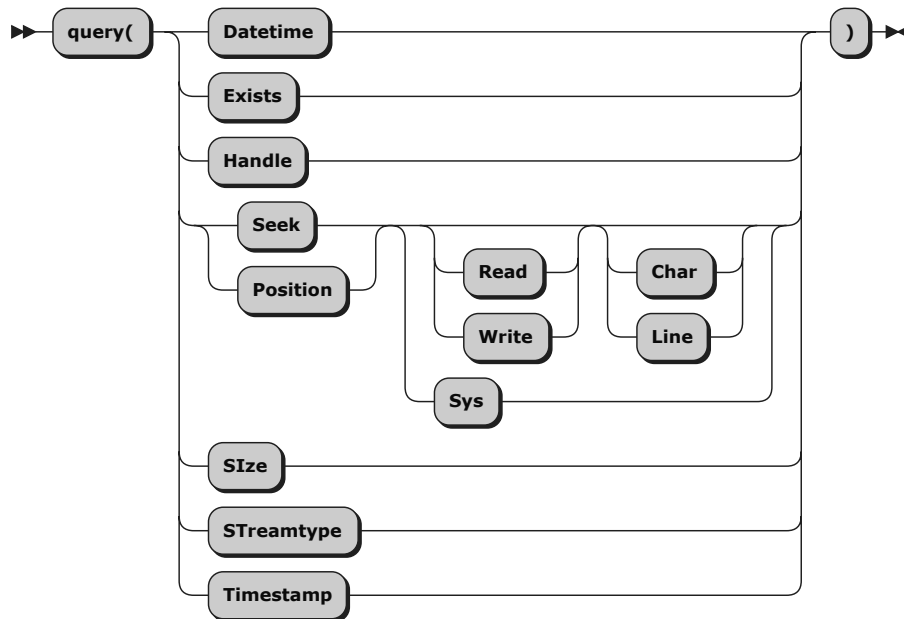 query( Datetime )
Exists
Handle
Seek
Position
Read Char
Write Line
Sys
SIze
STreamtype
Timestamp